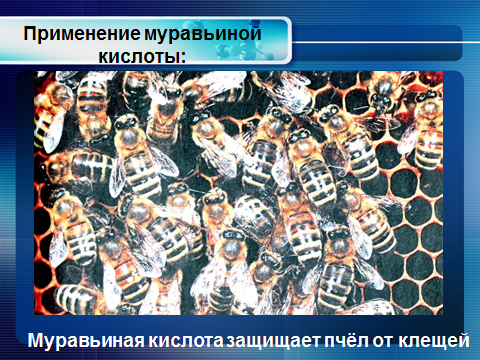 Применение муравьиной
кислоты:
Муравьиная кислота защищает пчёл от клещей